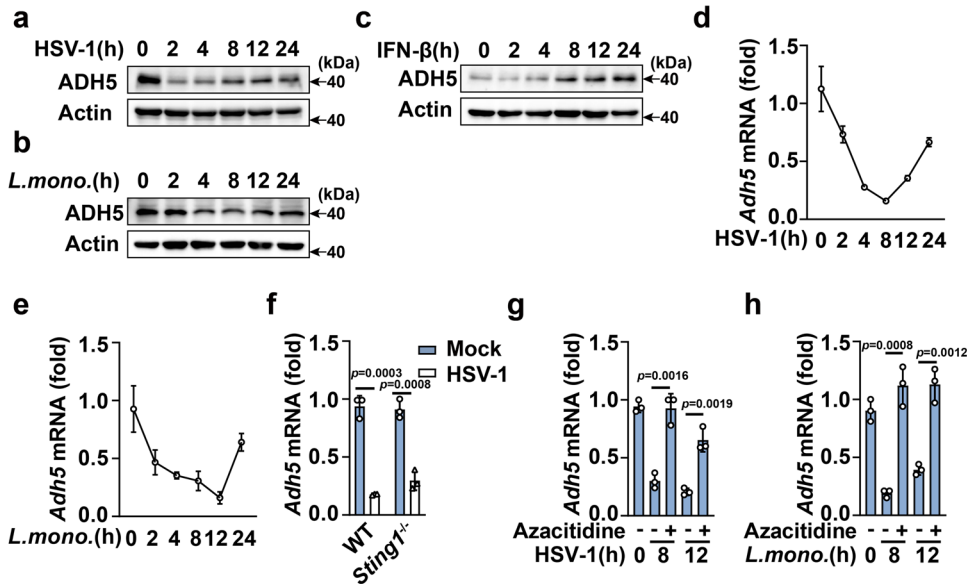 a
HSV-1(h) 0 2 4 8 12 24
(kDa)
ADH5
40
Actin
40
b
L.mono.(h) 0 2 4 8 12 24
(kDa)
ADH5
40
Actin
40
c
IFN-β(h) 0 2 4 8 12 24
(kDa)
ADH5
40
Actin
40
d
Adh5 mRNA (fold)
1.5
1.0
0.5
0.0
HSV-1(h) 0 2 4 8 12 24
e
Adh5 mRNA (fold)
1.5
1.0
0.5
0.0
L.mono.(h) 0 2 4 8 12 24
f
Adh5 mRNA (fold)
1.5
1.0
0.5
0.0
Mock
HSV-1
p=0.0003
p=0.0008
WT
Sting1-/-
g
Adh5 mRNA (fold)
1.5
1.0
0.5
0.0
p=0.0016
p=0.0019
Azacitidine - - + - +
HSV-1(h) 0 8 12
h
Adh5 mRNA (fold)
1.5
1.0
0.5
0.0
p=0.0008
p=0.0012
Azacitidine - - + - +
L.mono.(h) 0 8 12